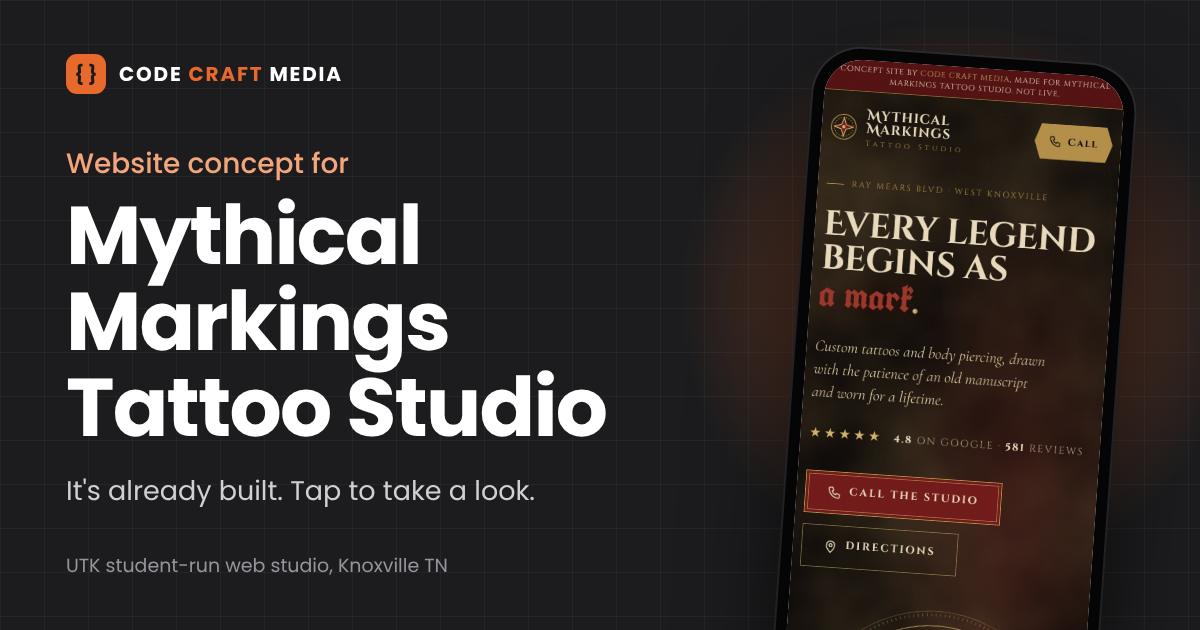 { }
CODE CRAFT MEDIA
Website concept for
Mythical
Markings
Tattoo Studio
It's already built. Tap to take a look.
UTK student-run web studio, Knoxville TN
CONCEPT SITE BY CODE CRAFT MEDIA, MADE FOR MYTHICAL
MARKINGS TATTOO STUDIO. NOT LIVE.
MYTHICAL
MARKINGS
TATTOO STUDIO
CALL
RAY MEARS BLVD · WEST KNOXVILLE
EVERY LEGEND
BEGINS AS
a mark.
Custom tattoos and body piercing, drawn
with the patience of an old manuscript
and worn for a lifetime.
★★★★★ 4.8 ON GOOGLE · 581 REVIEWS
CALL THE STUDIO
DIRECTIONS